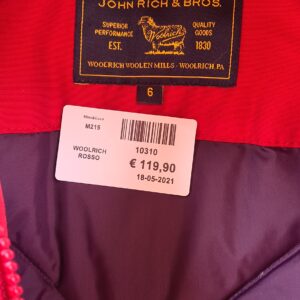 JOHN RICH & BROS.
SUPERIOR PERFORMANCE
Woolrich
QUALITY GOODS
EST. 1830
WOOLRICH WOOLEN MILLS - WOOLRICH, PA
6
M215
10310
WOOLRICH
ROSSO
€ 119,90
18-05-2021